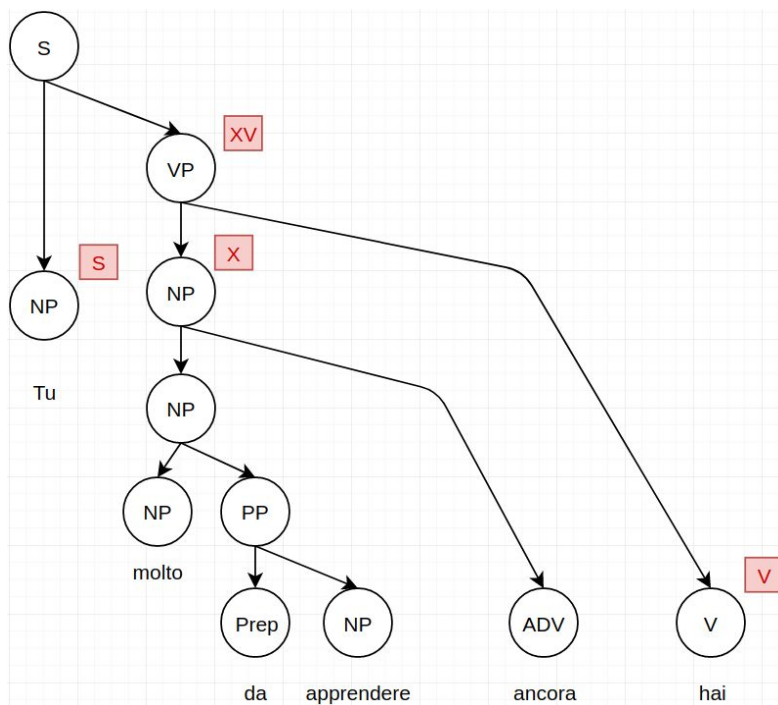 S
XV
VP
S
X
NP
NP
Tu
NP
NP
PP
molto
V
Prep
NP
ADV
V
da
apprendere
ancora
hai